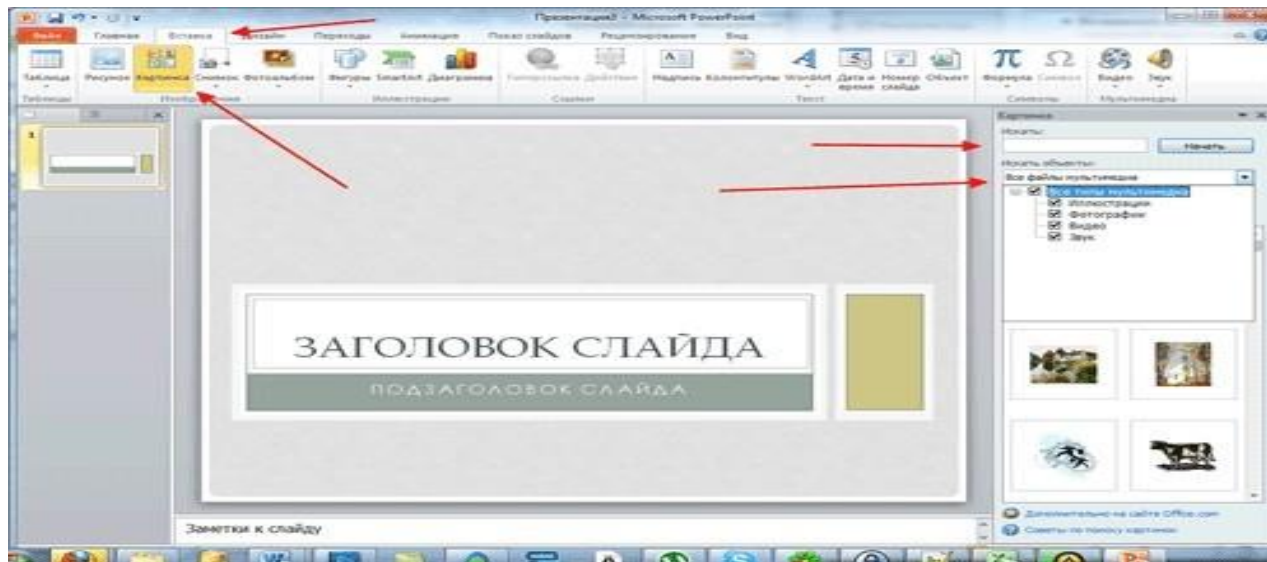 Презентация2 - Microsoft PowerPoint
Файл Главная Вставка Дизайн Переходы Анимация Показ слайдов Рецензирование Вид
Таблица Рисунок Картинка Снимок Фотоальбом Фигуры SmartArt Диаграмма Гиперссылка Действие Надпись Колонтитулы WordArt Дата и время Номер слайда Объект Формула Символ Видео Звук
Таблицы Изображения Иллюстрации Ссылки Текст Символы Мультимедиа
Картинка
Искать:
Начать
Искать объекты:
Все файлы мультимедиа
Все типы мультимедиа
Иллюстрации
Фотографии
Видео
Звук
1
ЗАГОЛОВОК СЛАЙДА
ПОДЗАГОЛОВОК СЛАЙДА
Заметки к слайду
Дополнительно на сайте Office.com
Советы по поиску картинок